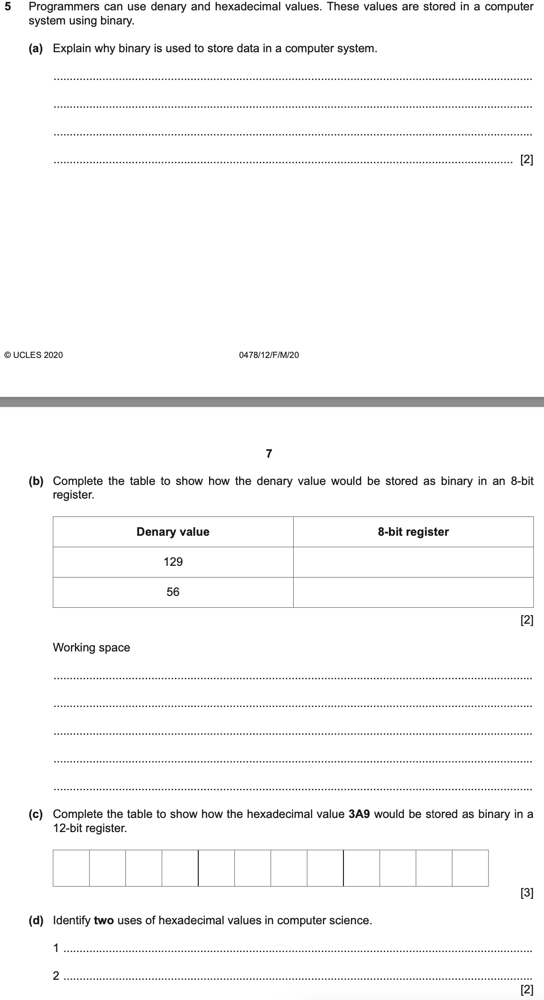 5 Programmers can use denary and hexadecimal values. These values are stored in a computer
system using binary.
(a) Explain why binary is used to store data in a computer system.
[2]
© UCLES 2020 0478/12/F/M/20
7
(b) Complete the table to show how the denary value would be stored as binary in an 8-bit
register.
Denary value 8-bit register
129
56
[2]
Working space
(c) Complete the table to show how the hexadecimal value 3A9 would be stored as binary in a
12-bit register.
[3]
(d) Identify two uses of hexadecimal values in computer science.
1
2
[2]